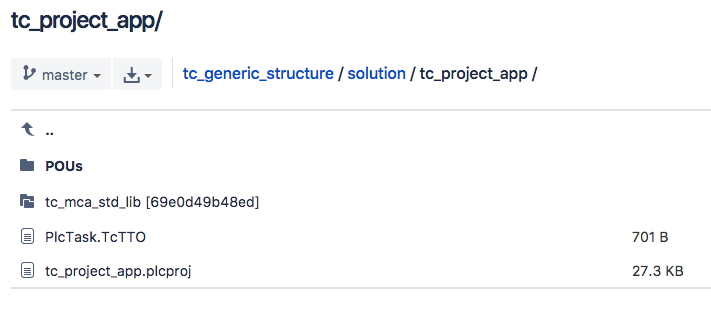 tc_project_app/
master
tc_generic_structure / solution / tc_project_app /
..
POUs
tc_mca_std_lib [69e0d49b48ed]
PlcTask.TcTTO 701 B
tc_project_app.plcproj 27.3 KB